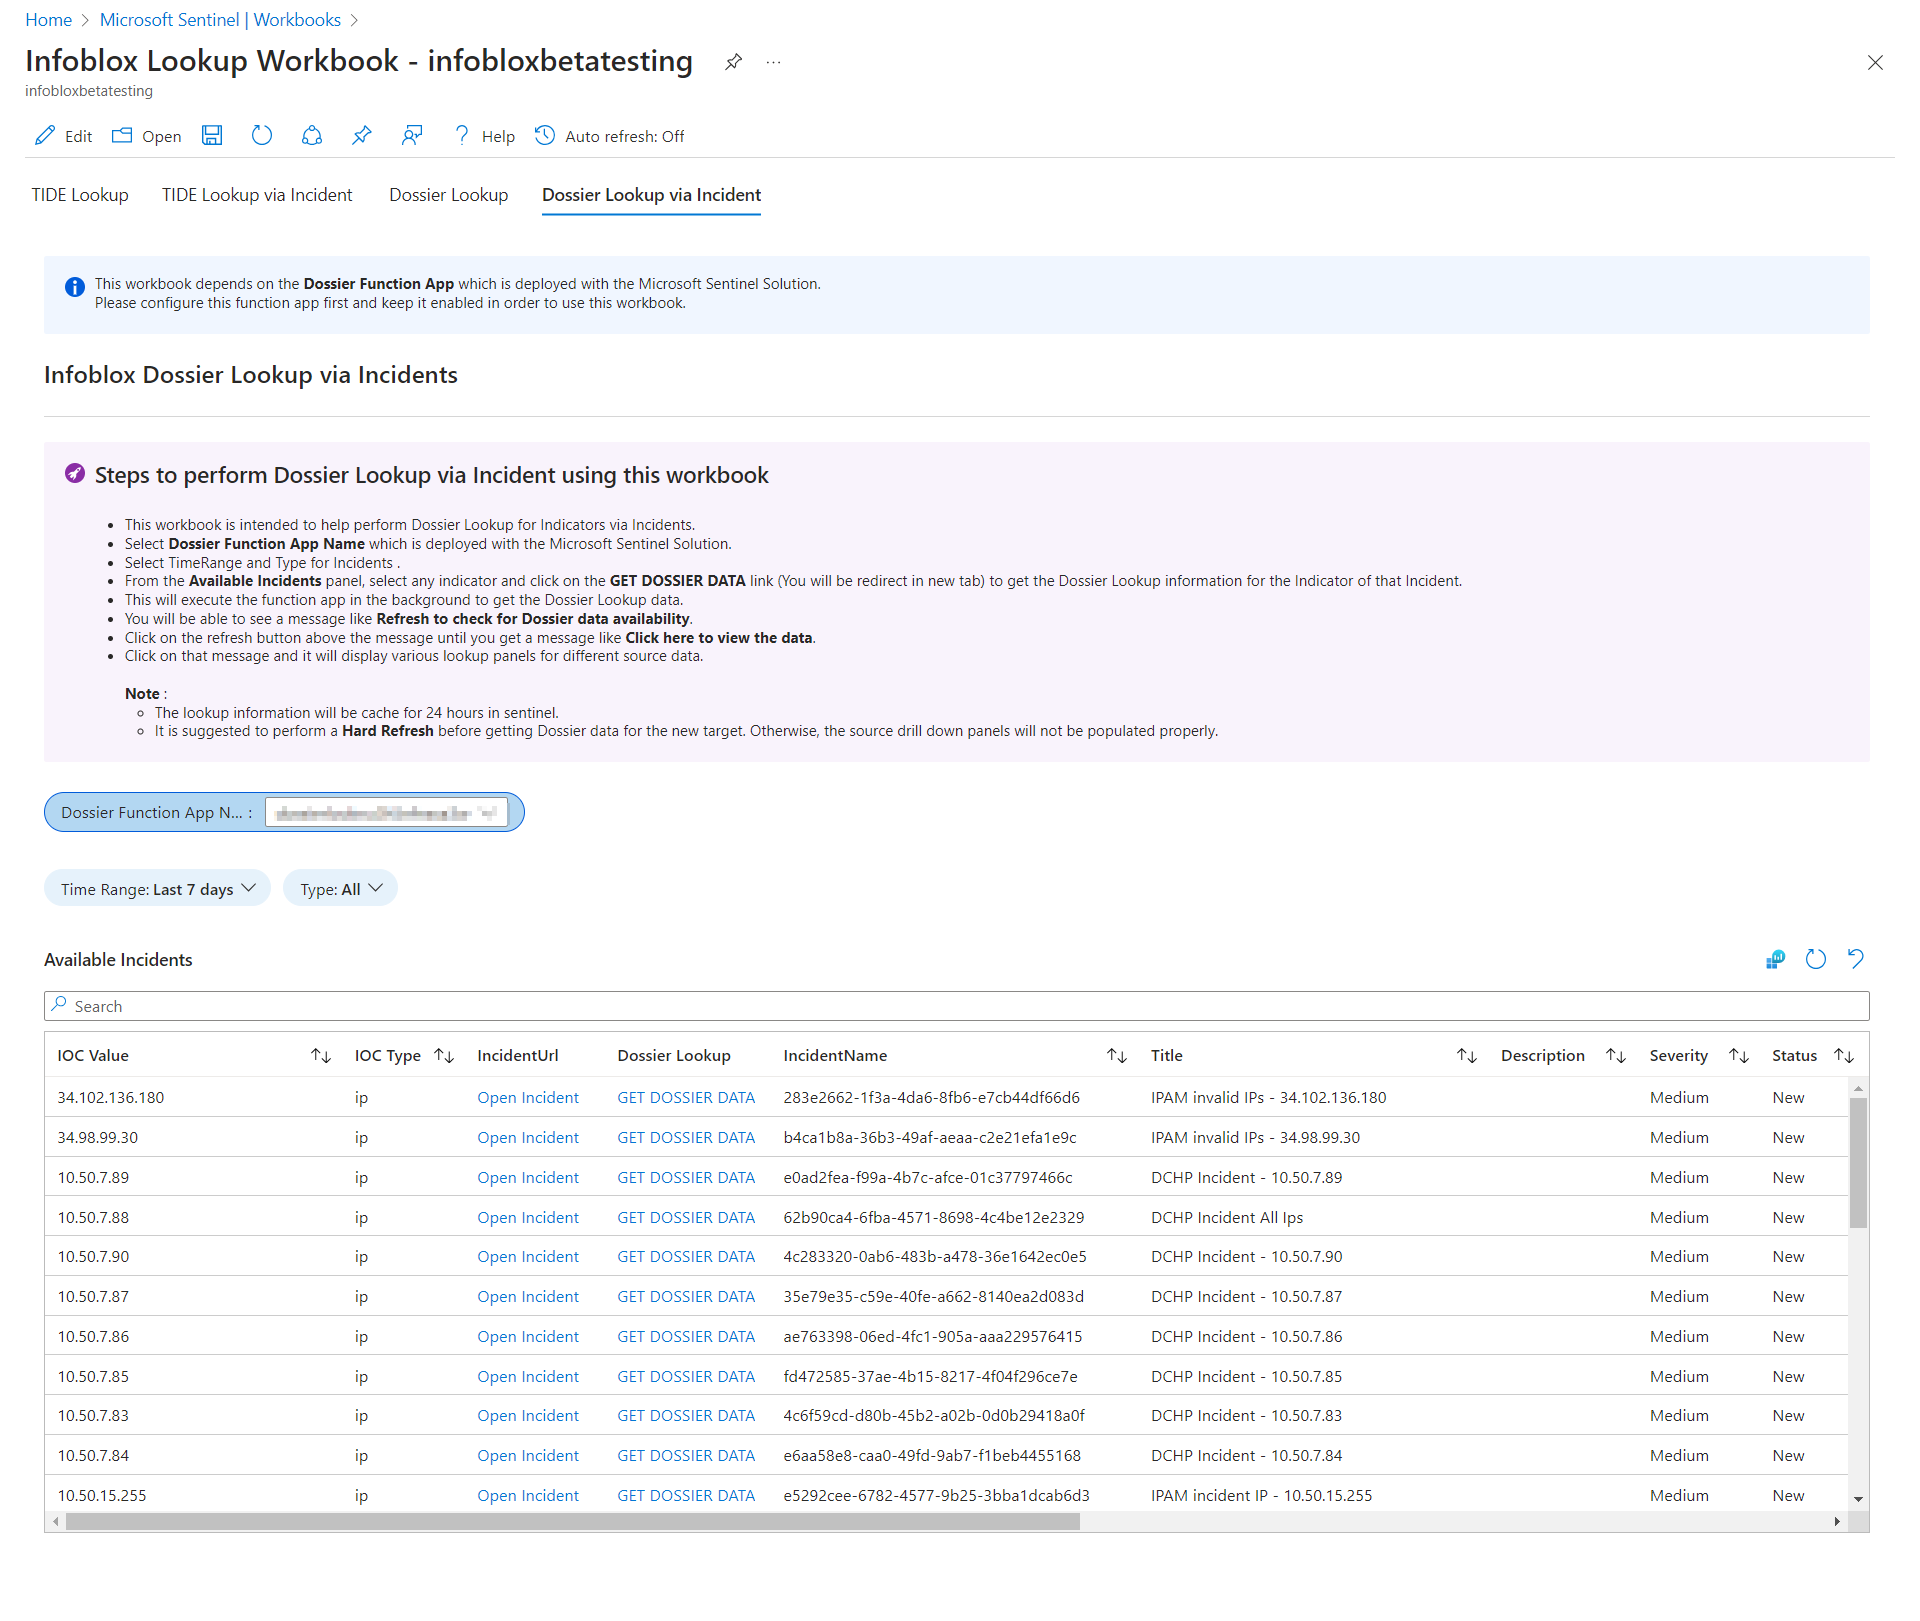 Home > Microsoft Sentinel | Workbooks >
Infoblox Lookup Workbook - infobloxbetatesting ...
infobloxbetatesting
Edit Open Help Auto refresh: Off
TIDE Lookup TIDE Lookup via Incident Dossier Lookup Dossier Lookup via Incident
This workbook depends on the Dossier Function App which is deployed with the Microsoft Sentinel Solution.
Please configure this function app first and keep it enabled in order to use this workbook.
Infoblox Dossier Lookup via Incidents
Steps to perform Dossier Lookup via Incident using this workbook
• This workbook is intended to help perform Dossier Lookup for Indicators via Incidents.
• Select Dossier Function App Name which is deployed with the Microsoft Sentinel Solution.
• Select TimeRange and Type for Incidents .
• From the Available Incidents panel, select any indicator and click on the GET DOSSIER DATA link (You will be redirect in new tab) to get the Dossier Lookup information for the Indicator of that Incident.
• This will execute the function app in the background to get the Dossier Lookup data.
• You will be able to see a message like Refresh to check for Dossier data availability.
• Click on the refresh button above the message until you get a message like Click here to view the data.
• Click on that message and it will display various lookup panels for different source data.
Note :
◦ The lookup information will be cache for 24 hours in sentinel.
◦ It is suggested to perform a Hard Refresh before getting Dossier data for the new target. Otherwise, the source drill down panels will not be populated properly.
Dossier Function App N... :
Time Range: Last 7 days Type: All
Available Incidents
Search
IOC Value IOC Type IncidentUrl Dossier Lookup IncidentName Title Description Severity Status
34.102.136.180 ip Open Incident GET DOSSIER DATA 283e2662-1f3a-4da6-8fb6-e7cb44df66d6 IPAM invalid IPs - 34.102.136.180 Medium New
34.98.99.30 ip Open Incident GET DOSSIER DATA b4ca1b8a-36b3-49af-aeaa-c2e21efa1e9c IPAM invalid IPs - 34.98.99.30 Medium New
10.50.7.89 ip Open Incident GET DOSSIER DATA e0ad2fea-f99a-4b7c-afce-01c37797466c DCHP Incident - 10.50.7.89 Medium New
10.50.7.88 ip Open Incident GET DOSSIER DATA 62b90ca4-6fba-4571-8698-4c4be12e2329 DCHP Incident All Ips Medium New
10.50.7.90 ip Open Incident GET DOSSIER DATA 4c283320-0ab6-483b-a478-36e1642ec0e5 DCHP Incident - 10.50.7.90 Medium New
10.50.7.87 ip Open Incident GET DOSSIER DATA 35e79e35-c59e-40fe-a662-8140ea2d083d DCHP Incident - 10.50.7.87 Medium New
10.50.7.86 ip Open Incident GET DOSSIER DATA ae763398-06ed-4fc1-905a-aaa229576415 DCHP Incident - 10.50.7.86 Medium New
10.50.7.85 ip Open Incident GET DOSSIER DATA fd472585-37ae-4b15-8217-4f04f296ce7e DCHP Incident - 10.50.7.85 Medium New
10.50.7.83 ip Open Incident GET DOSSIER DATA 4c6f59cd-d80b-45b2-a02b-0d0b29418a0f DCHP Incident - 10.50.7.83 Medium New
10.50.7.84 ip Open Incident GET DOSSIER DATA e6aa58e8-caa0-49fd-9ab7-f1beb4455168 DCHP Incident - 10.50.7.84 Medium New
10.50.15.255 ip Open Incident GET DOSSIER DATA e5292cee-6782-4577-9b25-3bba1dcab6d3 IPAM incident IP - 10.50.15.255 Medium New